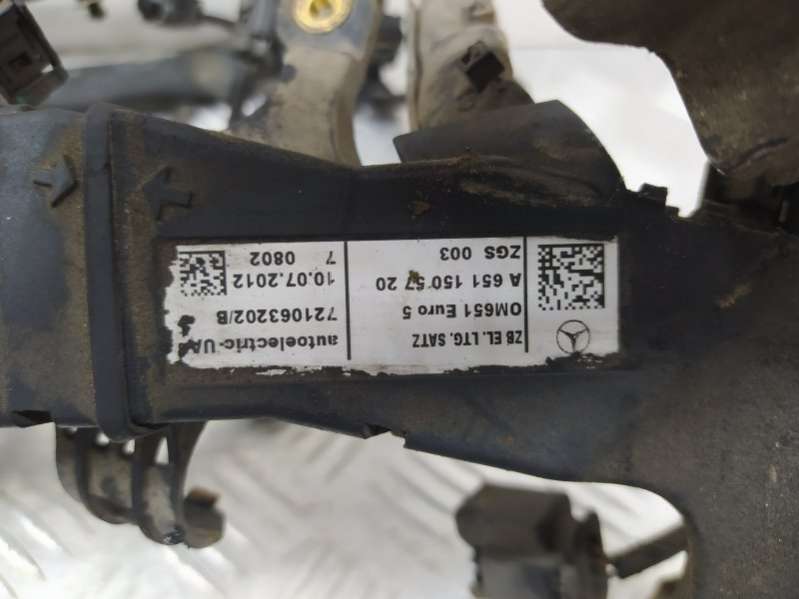 ZB EL. LTG. SATZ
OM651 Euro 5
A 651 150 57 20
ZGS 003
autoelectric-UA
721063202/B
10.07.2012
7 0802